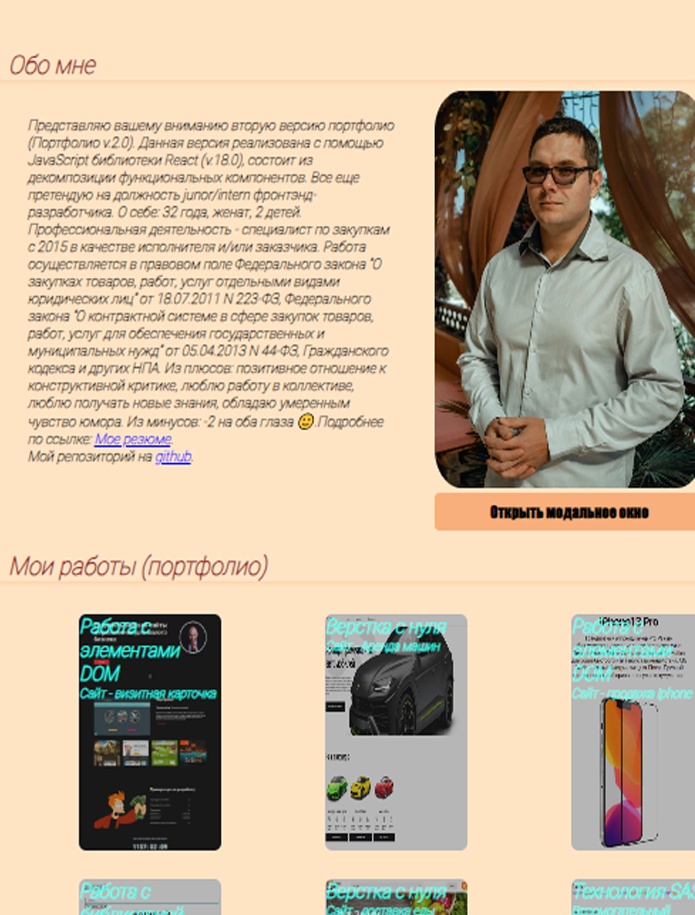 Обо мне
Представляю вашему вниманию вторую версию портфолио
(Портфолио v.2.0). Данная версия реализована с помощью
JavaScript библиотеки React (v.18.0), состоит из
декомпозиции функциональных компонентов. Все еще
претендую на должность junor/intern фронтэнд-
разработчика. О себе: 32 года, женат, 2 детей.
Профессиональная деятельность - специалист по закупкам
с 2015 в качестве исполнителя и/или заказчика. Работа
осуществляется в правовом поле Федерального закона "О
закупках товаров, работ, услуг отдельными видами
юридических лиц" от 18.07.2011 N 223-ФЗ, Федерального
закона "О контрактной системе в сфере закупок товаров,
работ, услуг для обеспечения государственных и
муниципальных нужд" от 05.04.2013 N 44-ФЗ, Гражданского
кодекса и других НПА. Из плюсов: позитивное отношение к
конструктивной критике, люблю работу в коллективе,
люблю получать новые знания, обладаю умеренным
чувство юмора. Из минусов: -2 на оба глаза 🙂.Подробнее
по ссылке: Мое резюме.
Мой репозиторий на github.
Открыть модальное окно
Мои работы (портфолио)
Работа с
элементами
DOM
Сайт - визитная карточка
Верстка с нуля
Сайт - Аренда машин
iPhone 13 Pro
Работа с
элементами
DOM
Сайт - продажа Iphone
Работа с
Верстка с нуля
Сайт - доставка еды
Технология